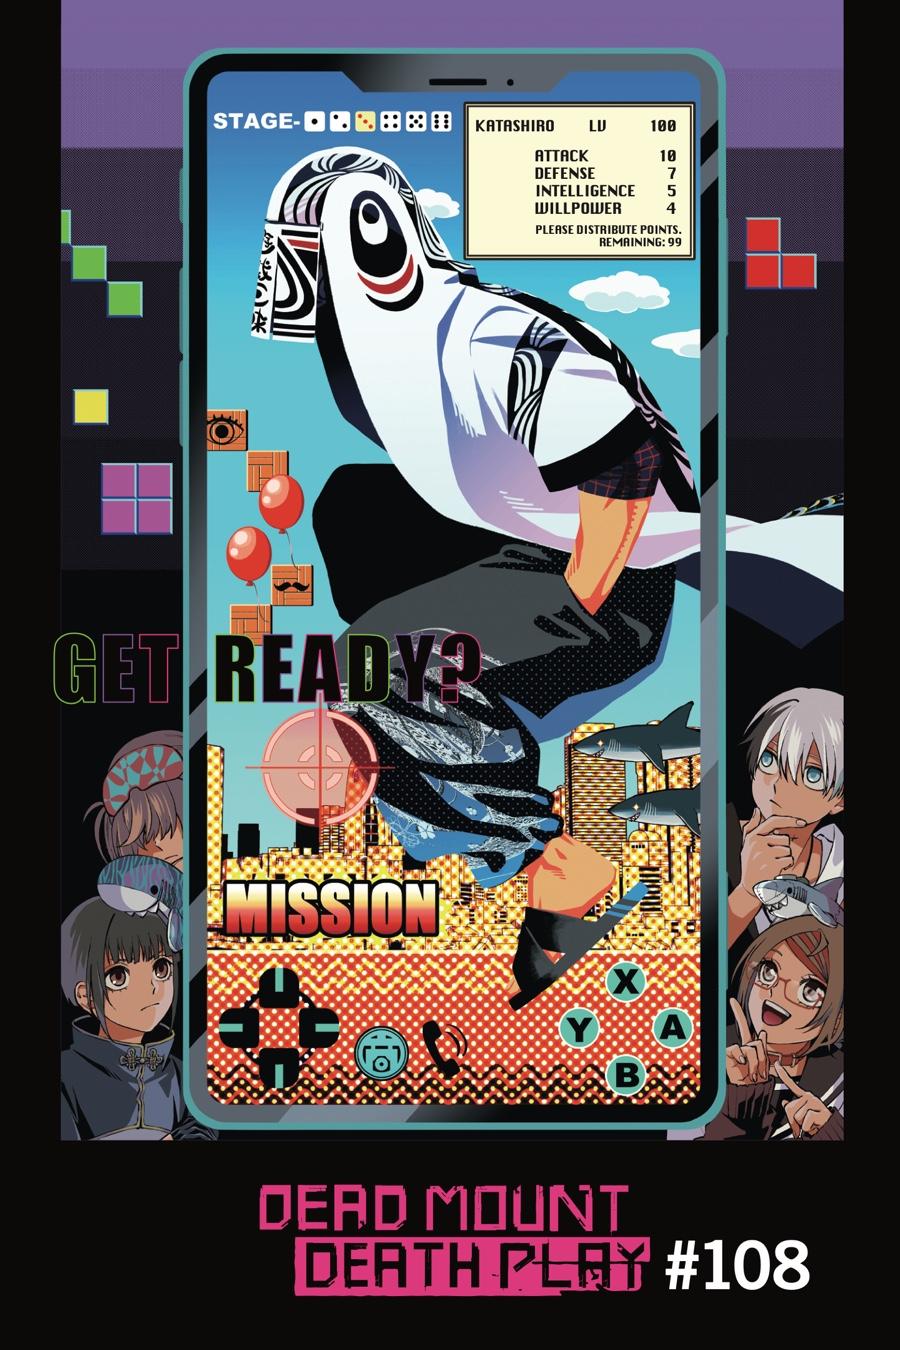 STAGE-
KATASHIRO LV 100
ATTACK 10
DEFENSE 7
INTELLIGENCE 5
WILLPOWER 4
PLEASE DISTRIBUTE POINTS.
REMAINING: 99
GET READY?
MISSION
X
Y A
B
DEAD MOUNT
DEATH PLAY #108